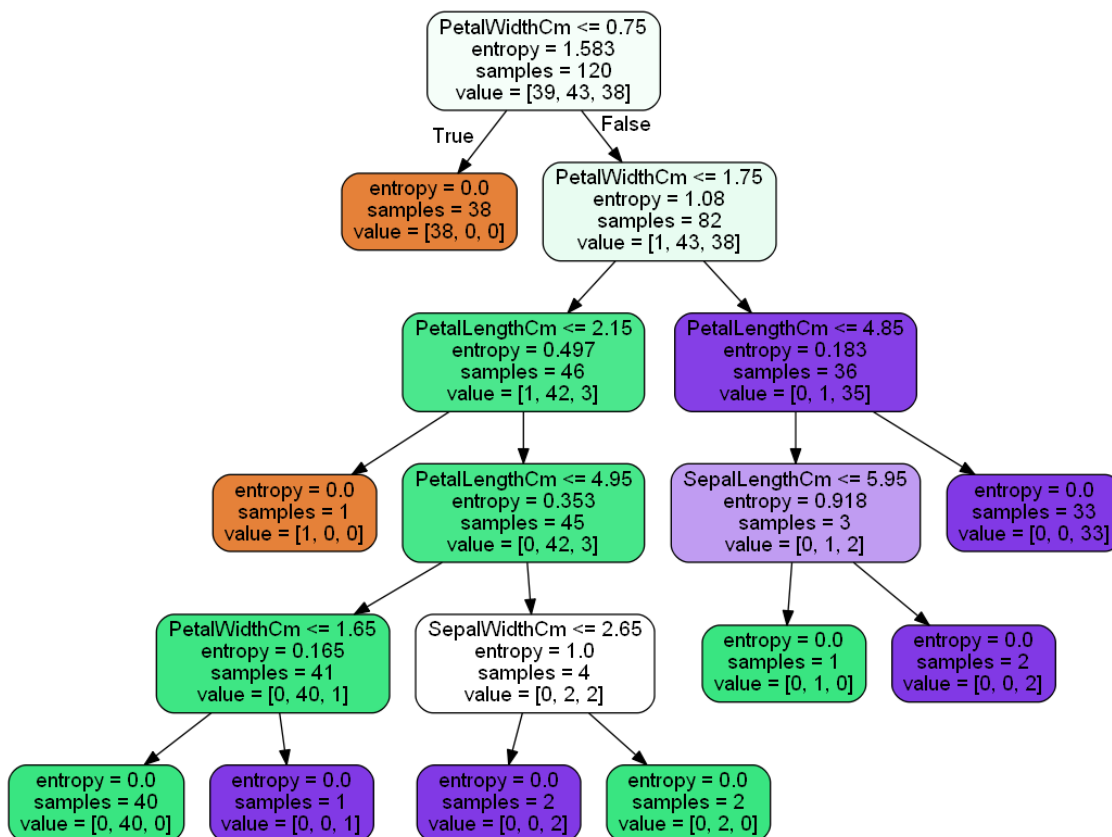 PetalWidthCm <= 0.75
entropy = 1.583
samples = 120
value = [39, 43, 38]
True
False
entropy = 0.0
samples = 38
value = [38, 0, 0]
PetalWidthCm <= 1.75
entropy = 1.08
samples = 82
value = [1, 43, 38]
PetalLengthCm <= 2.15
entropy = 0.497
samples = 46
value = [1, 42, 3]
PetalLengthCm <= 4.85
entropy = 0.183
samples = 36
value = [0, 1, 35]
entropy = 0.0
samples = 1
value = [1, 0, 0]
PetalLengthCm <= 4.95
entropy = 0.353
samples = 45
value = [0, 42, 3]
SepalLengthCm <= 5.95
entropy = 0.918
samples = 3
value = [0, 1, 2]
entropy = 0.0
samples = 33
value = [0, 0, 33]
PetalWidthCm <= 1.65
entropy = 0.165
samples = 41
value = [0, 40, 1]
SepalWidthCm <= 2.65
entropy = 1.0
samples = 4
value = [0, 2, 2]
entropy = 0.0
samples = 1
value = [0, 1, 0]
entropy = 0.0
samples = 2
value = [0, 0, 2]
entropy = 0.0
samples = 40
value = [0, 40, 0]
entropy = 0.0
samples = 1
value = [0, 0, 1]
entropy = 0.0
samples = 2
value = [0, 0, 2]
entropy = 0.0
samples = 2
value = [0, 2, 0]